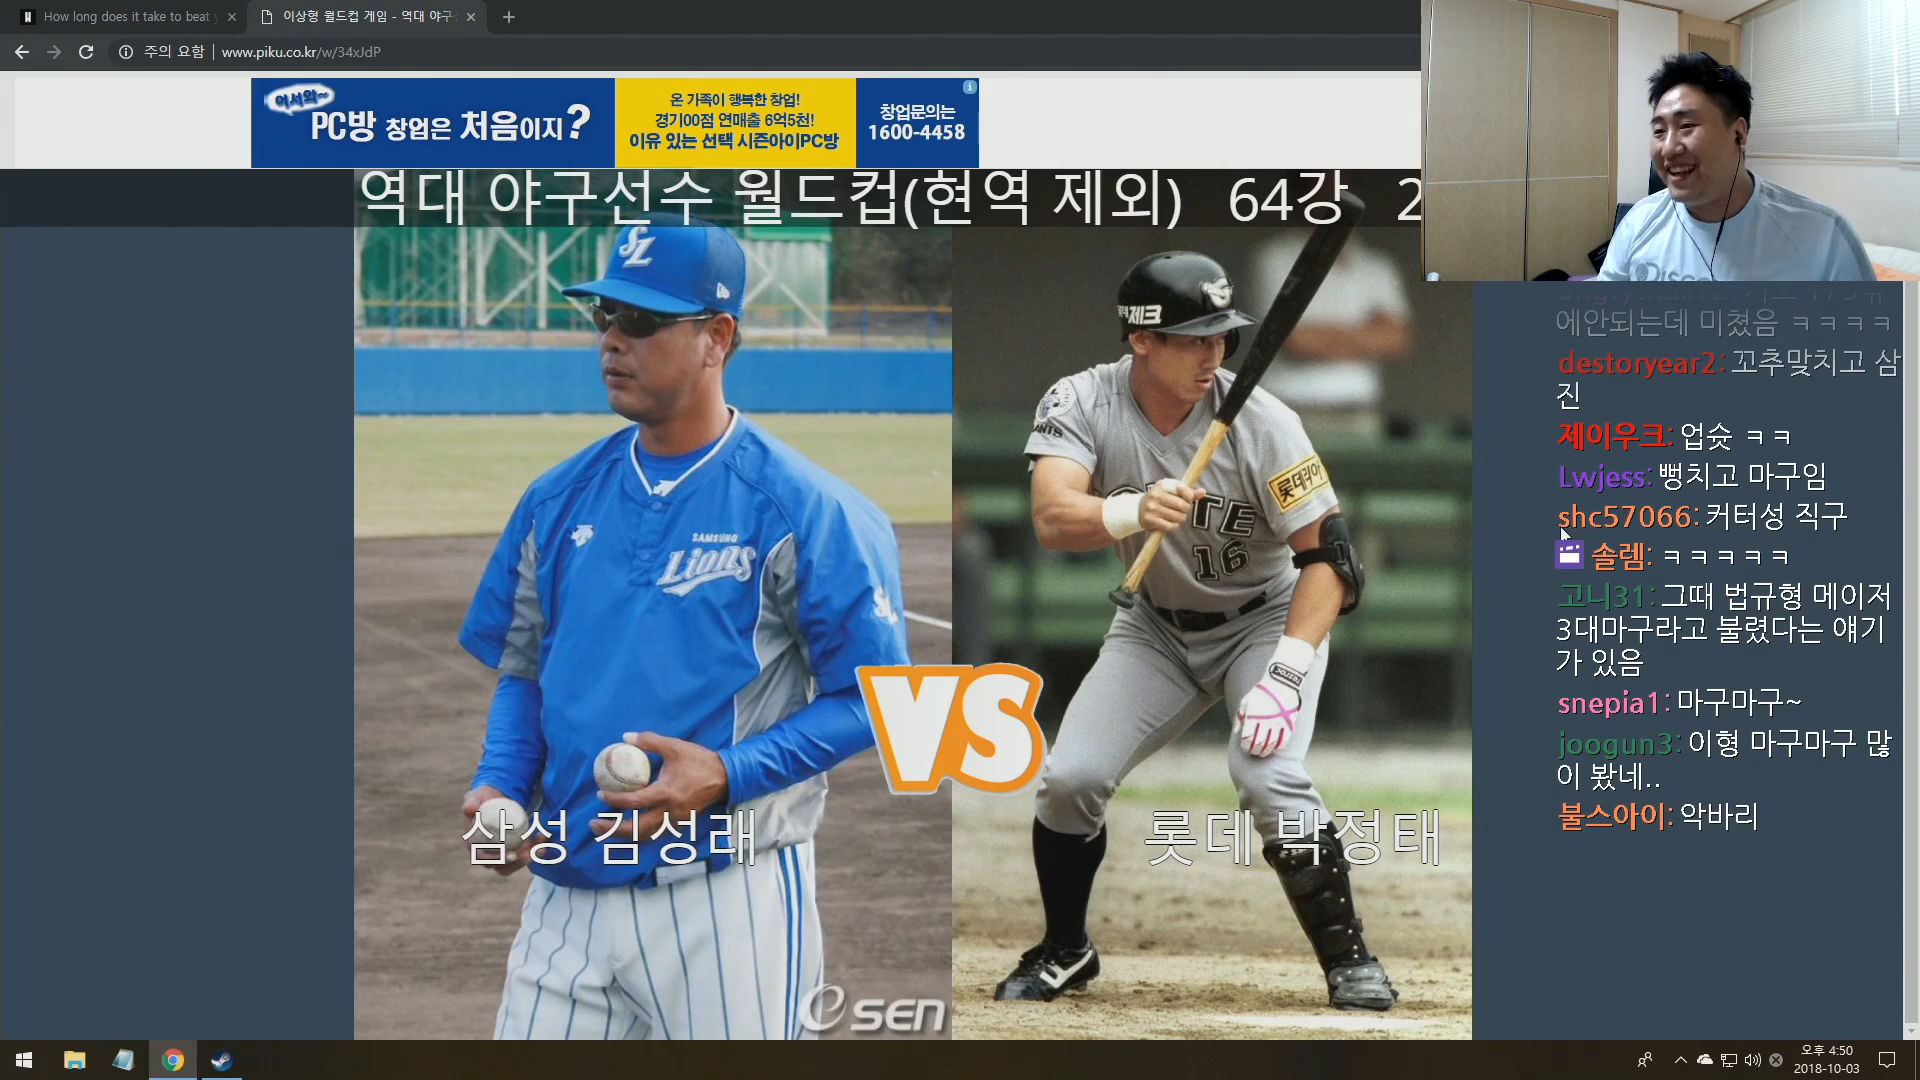 How long does it take to beat
이상형 월드컵 게임 - 역대 야구
주의 요함
www.piku.co.kr/w/34xJdP
어서와~
PC방 창업은 처음이지?
온 가족이 행복한 창업!
경기00점 연매출 6억5천!
이유 있는 선택 시즌아이PC방
창업문의는
1600-4458
역대 야구선수 월드컵(현역 제외) 64강 2
SL
SAMSUNG
Lions
제크
롯데리아
16
VS
삼성 김성래
롯데 박정태
SEN
에안되는데 미쳤음 ㅋㅋㅋㅋ
destoryear2: 꼬추맞치고 삼
진
제이우크: 업슛 ㅋㅋ
Lwjess: 뻥치고 마구임
shc57066: 커터성 직구
솔렘: ㅋㅋㅋㅋㅋ
고니31: 그때 법규형 메이저
3대마구라고 불렸다는 얘기
가 있음
snepia1: 마구마구~
joogun3: 이형 마구마구 많
이 봤네..
불스아이: 악바리
오후 4:50
2018-10-03